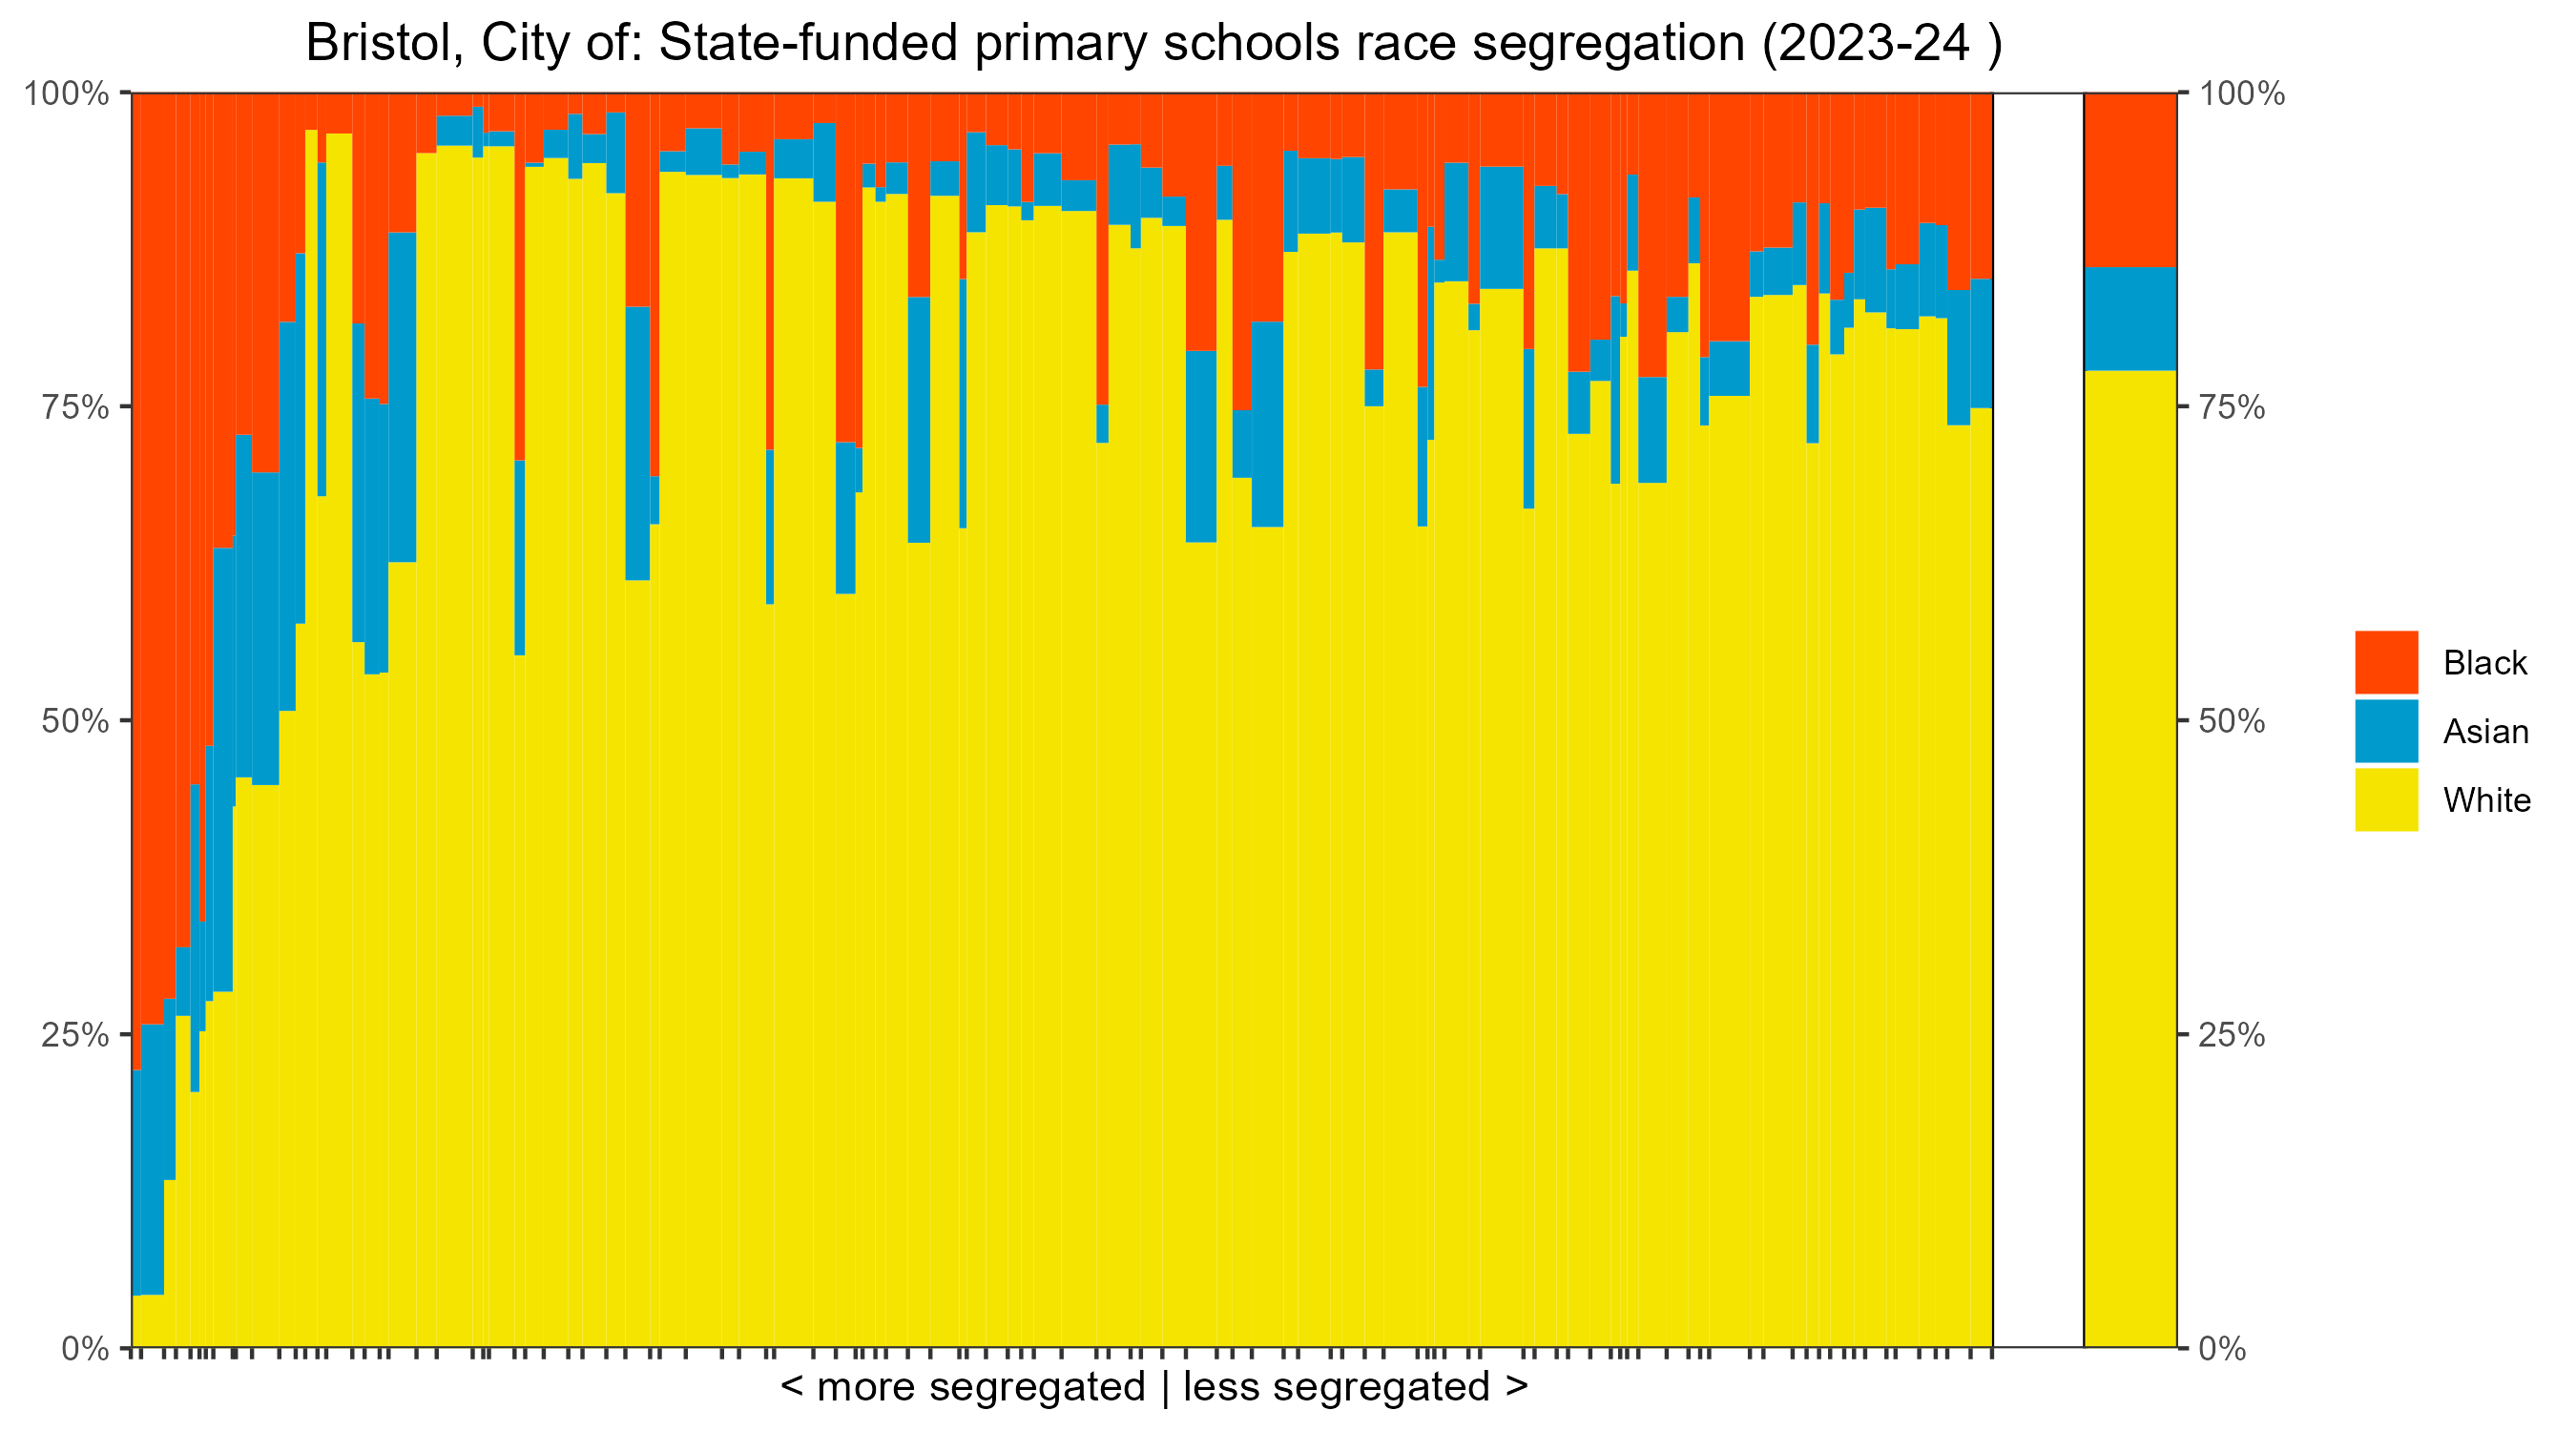 Bristol, City of: State-funded primary schools race segregation (2023-24 )
100%
75%
50%
25%
0%
100%
75%
50%
25%
0%
Black
Asian
White
< more segregated | less segregated >